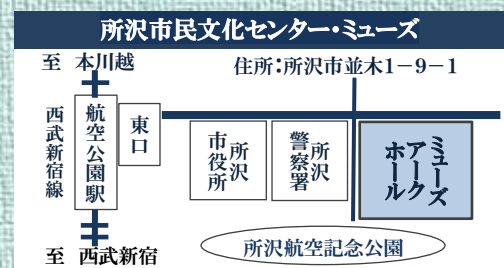 所沢市民文化センター・ミューズ
至 本川越
住所：所沢市並木1－9－1
西武新宿線
航空公園駅
東口
所沢
市役所
所沢
警察署
ミューズ
アーク
ホール
至 西武新宿
所沢航空記念公園